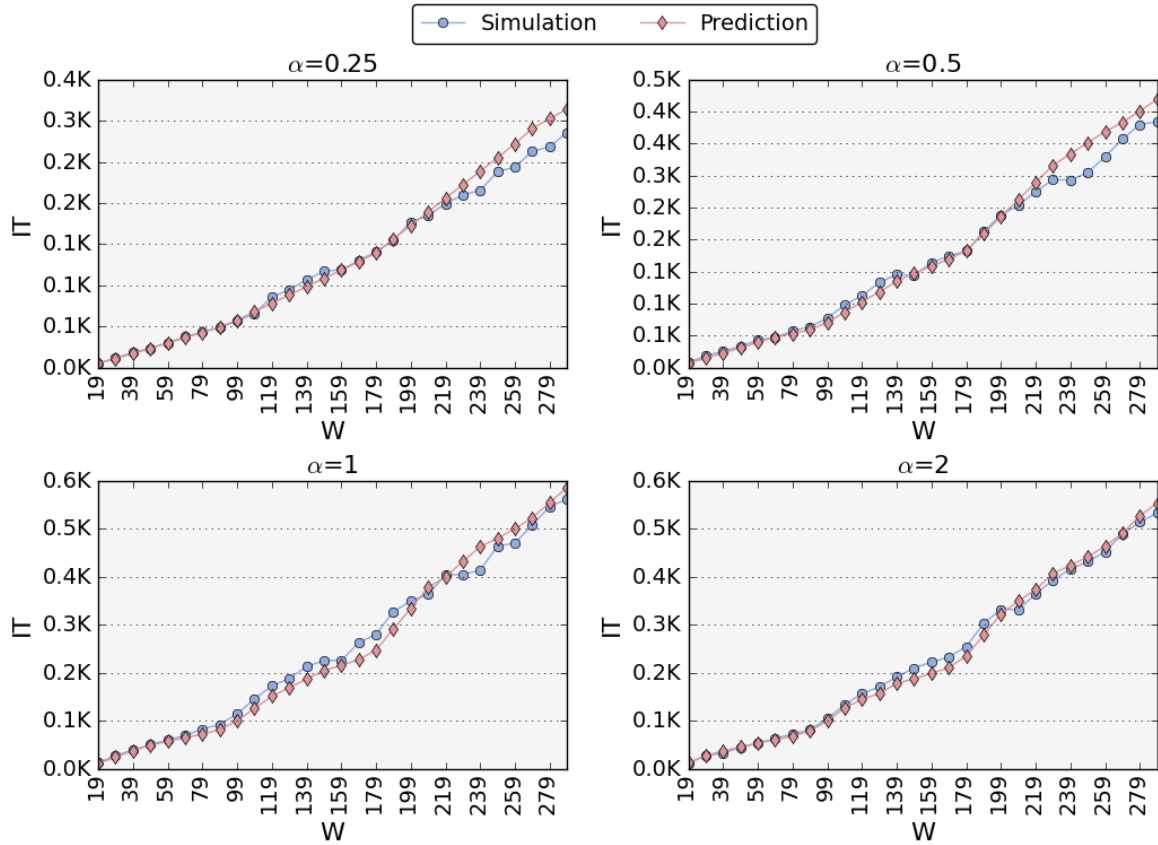 Simulation Prediction
α=0.25
0.4K
0.3K
0.2K
0.2K
0.1K
0.1K
0.1K
0.0K
IT
19 39 59 79 99 119 139 159 179 199 219 239 259 279
W
α=0.5
0.5K
0.4K
0.4K
0.3K
0.2K
0.2K
0.1K
0.1K
0.1K
0.0K
IT
19 39 59 79 99 119 139 159 179 199 219 239 259 279
W
α=1
0.6K
0.5K
0.4K
0.3K
0.2K
0.1K
0.0K
IT
19 39 59 79 99 119 139 159 179 199 219 239 259 279
W
α=2
0.6K
0.5K
0.4K
0.3K
0.2K
0.1K
0.0K
IT
19 39 59 79 99 119 139 159 179 199 219 239 259 279
W